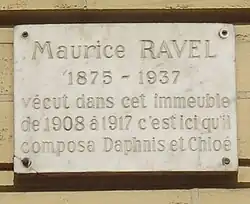 Maurice RAVEL
1875 - 1937
vécut dans cet immeuble
de 1908 à 1917 c'est ici qu'il
composa Daphnis et Chloé